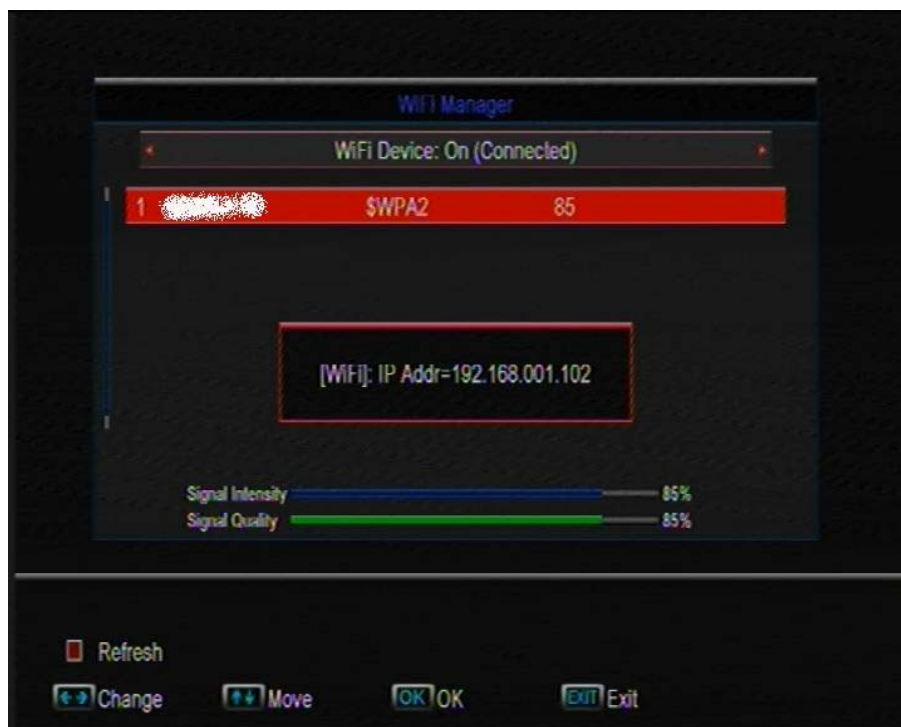 WiFi Manager
WiFi Device: On (Connected)
1 $WPA2 85
[WiFi]: IP Addr=192.168.001.102
Signal Intensity 85%
Signal Quality 85%
Refresh
Change Move OK OK EXIT Exit